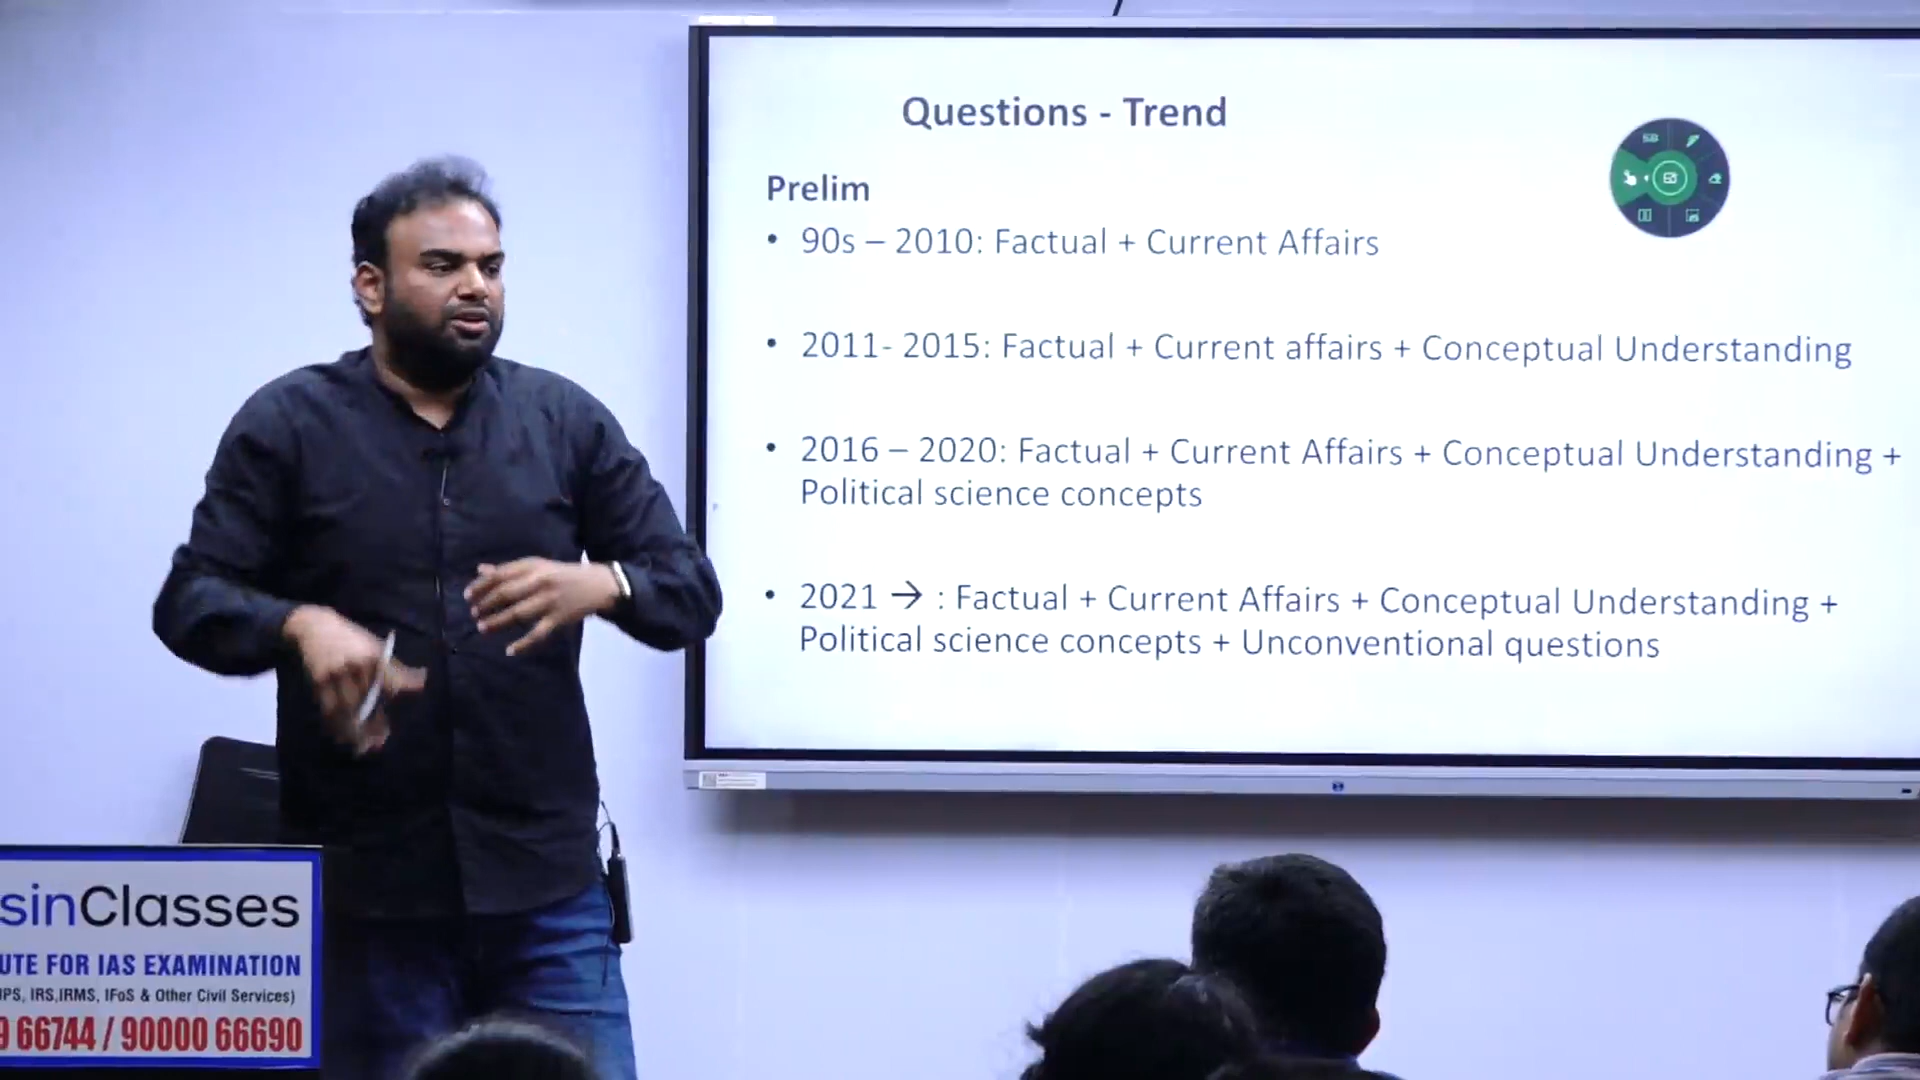 Questions - Trend
Prelim
• 90s – 2010: Factual + Current Affairs
• 2011- 2015: Factual + Current affairs + Conceptual Understanding
• 2016 – 2020: Factual + Current Affairs + Conceptual Understanding +
Political science concepts
• 2021 → : Factual + Current Affairs + Conceptual Understanding +
Political science concepts + Unconventional questions
sinClasses
UTE FOR IAS EXAMINATION
IPS, IRS,IRMS, IFoS & Other Civil Services)
9 66744 / 90000 66690